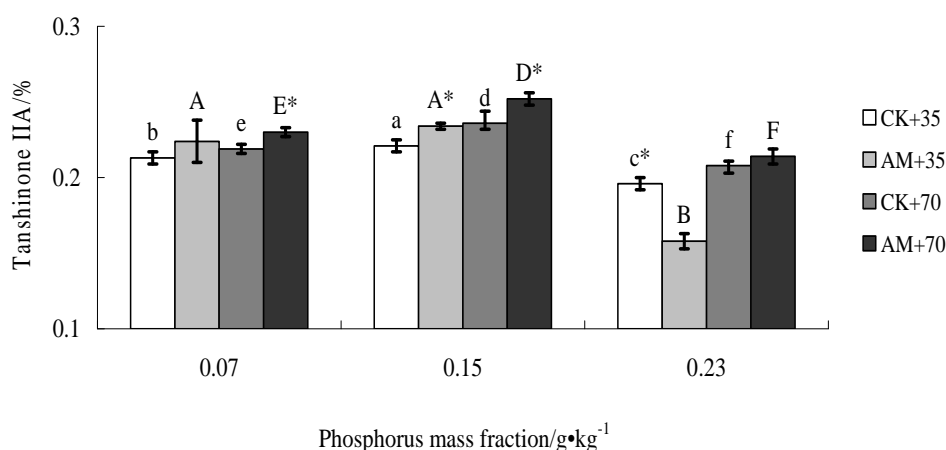 0.3
0.2
0.1
Tanshinone IIA/%
b A e E*
a A* d D*
c* B f F
0.07 0.15 0.23
Phosphorus mass fraction/g•kg⁻¹
CK+35
AM+35
CK+70
AM+70